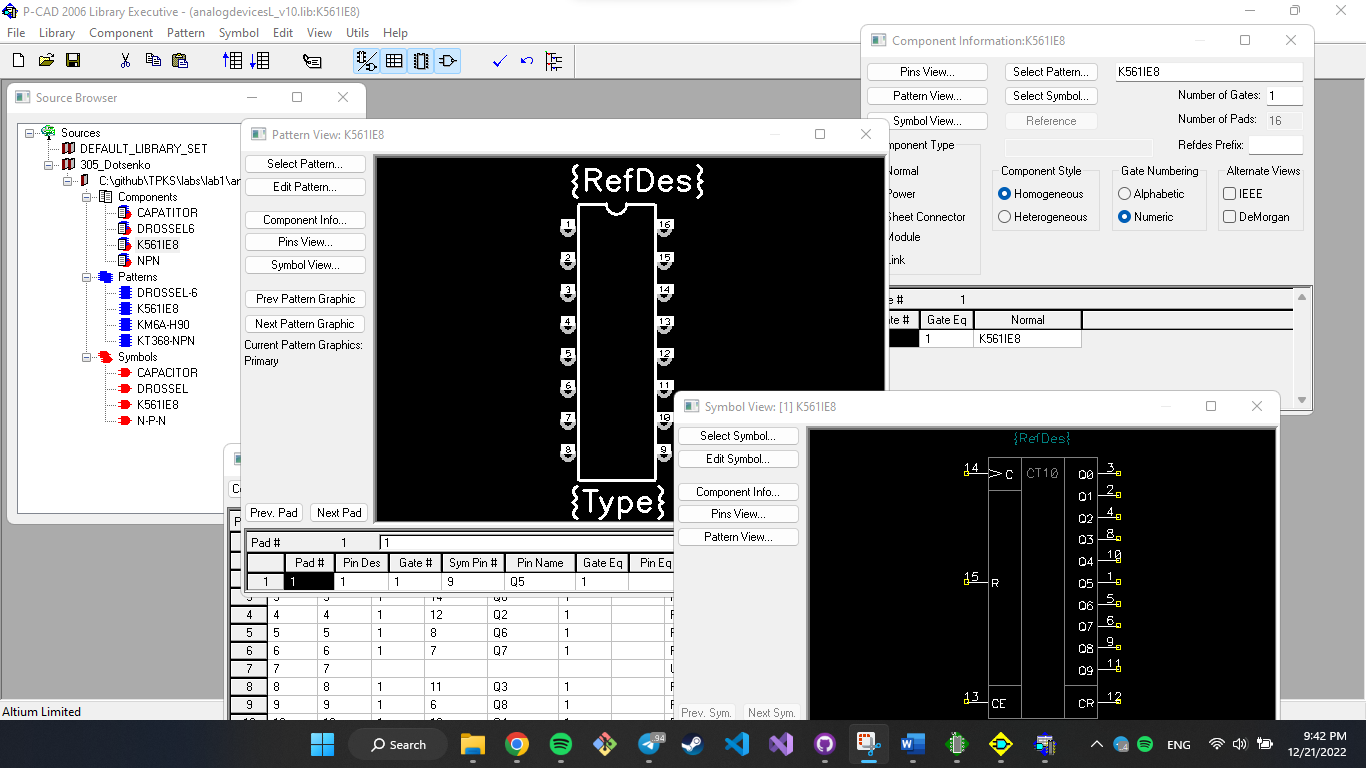 P-CAD 2006 Library Executive - (analogdevicesL_v10.lib:K561IE8)
File Library Component Pattern Symbol Edit View Utils Help
Source Browser
Sources
DEFAULT_LIBRARY_SET
305_Dotsenko
C:\github\TPKS\labs\lab1\ar
Components
CAPATITOR
DROSSEL6
K561IE8
NPN
Patterns
DROSSEL-6
K561IE8
KM6A-H90
KT368-NPN
Symbols
CAPACITOR
DROSSEL
K561IE8
N-P-N
Pattern View: K561IE8
Select Pattern...
Edit Pattern...
Component Info...
Pins View...
Symbol View...
Prev Pattern Graphic
Next Pattern Graphic
Current Pattern Graphics:
Primary
Prev. Pad Next Pad
{RefDes}
1 16
2 15
3 14
4 13
5 12
6 11
7 10
8 9
{Type}
Pad # 1 1
Pad # Pin Des Gate # Sym Pin # Pin Name Gate Eq Pin Eq
1 1 1 1 9 Q5 1
4 4 4 1 12 Q2 1
5 5 5 1 8 Q6 1
6 6 6 1 7 Q7 1
7 7 7
8 8 8 1 11 Q3 1
9 9 9 1 6 Q8 1
Component Information:K561IE8
Pins View... Select Pattern... K561IE8
Pattern View... Select Symbol... Number of Gates: 1
Symbol View... Reference Number of Pads: 16
Refdes Prefix:
mponent Type Component Style Gate Numbering Alternate Views
Normal Homogeneous Alphabetic IEEE
Power
Sheet Connector Heterogeneous Numeric DeMorgan
Module
Link
e # 1
te # Gate Eq Normal
1 K561IE8
Symbol View: [1] K561IE8
Select Symbol...
Edit Symbol...
Component Info...
Pins View...
Pattern View...
Prev. Sym. Next Sym.
{RefDes}
14 C CT10 Q0 3
Q1 2
Q2 4
Q3 8
Q4 10
15 R Q5 1
Q6 5
Q7 6
Q8 9
Q9 11
13 CE CR 12
Altium Limited
Search
94
ENG
9:42 PM
12/21/2022